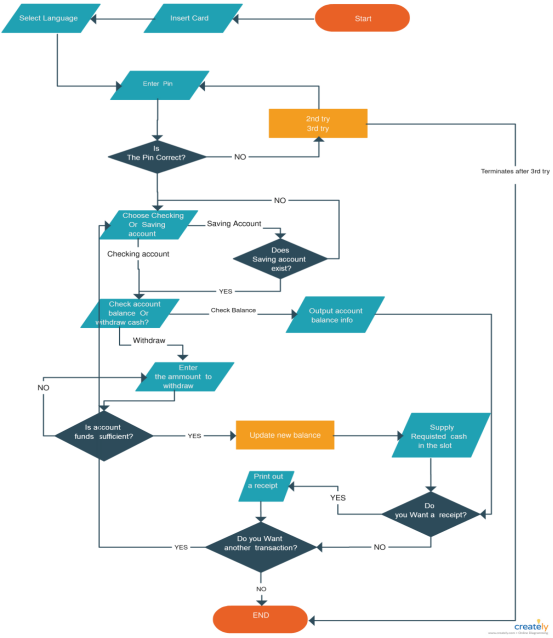 Select Language
Insert Card
Start
Enter Pin
2nd try
3rd try
Is
The Pin Correct?
NO
Terminates after 3rd try
NO
Choose Checking
Or Saving
account
Saving Account
Checking account
Does
Saving account
exist?
YES
Check account
balance Or
withdraw cash?
Check Balance
Output account
balance info
Withdraw
Enter
the ammount to
withdraw
NO
Is account
funds sufficient?
YES
Update new balance
Supply
Requisted cash
in the slot
Print out
a receipt
YES
Do
you Want a receipt?
Do you Want
another transaction?
YES
NO
NO
END
creately